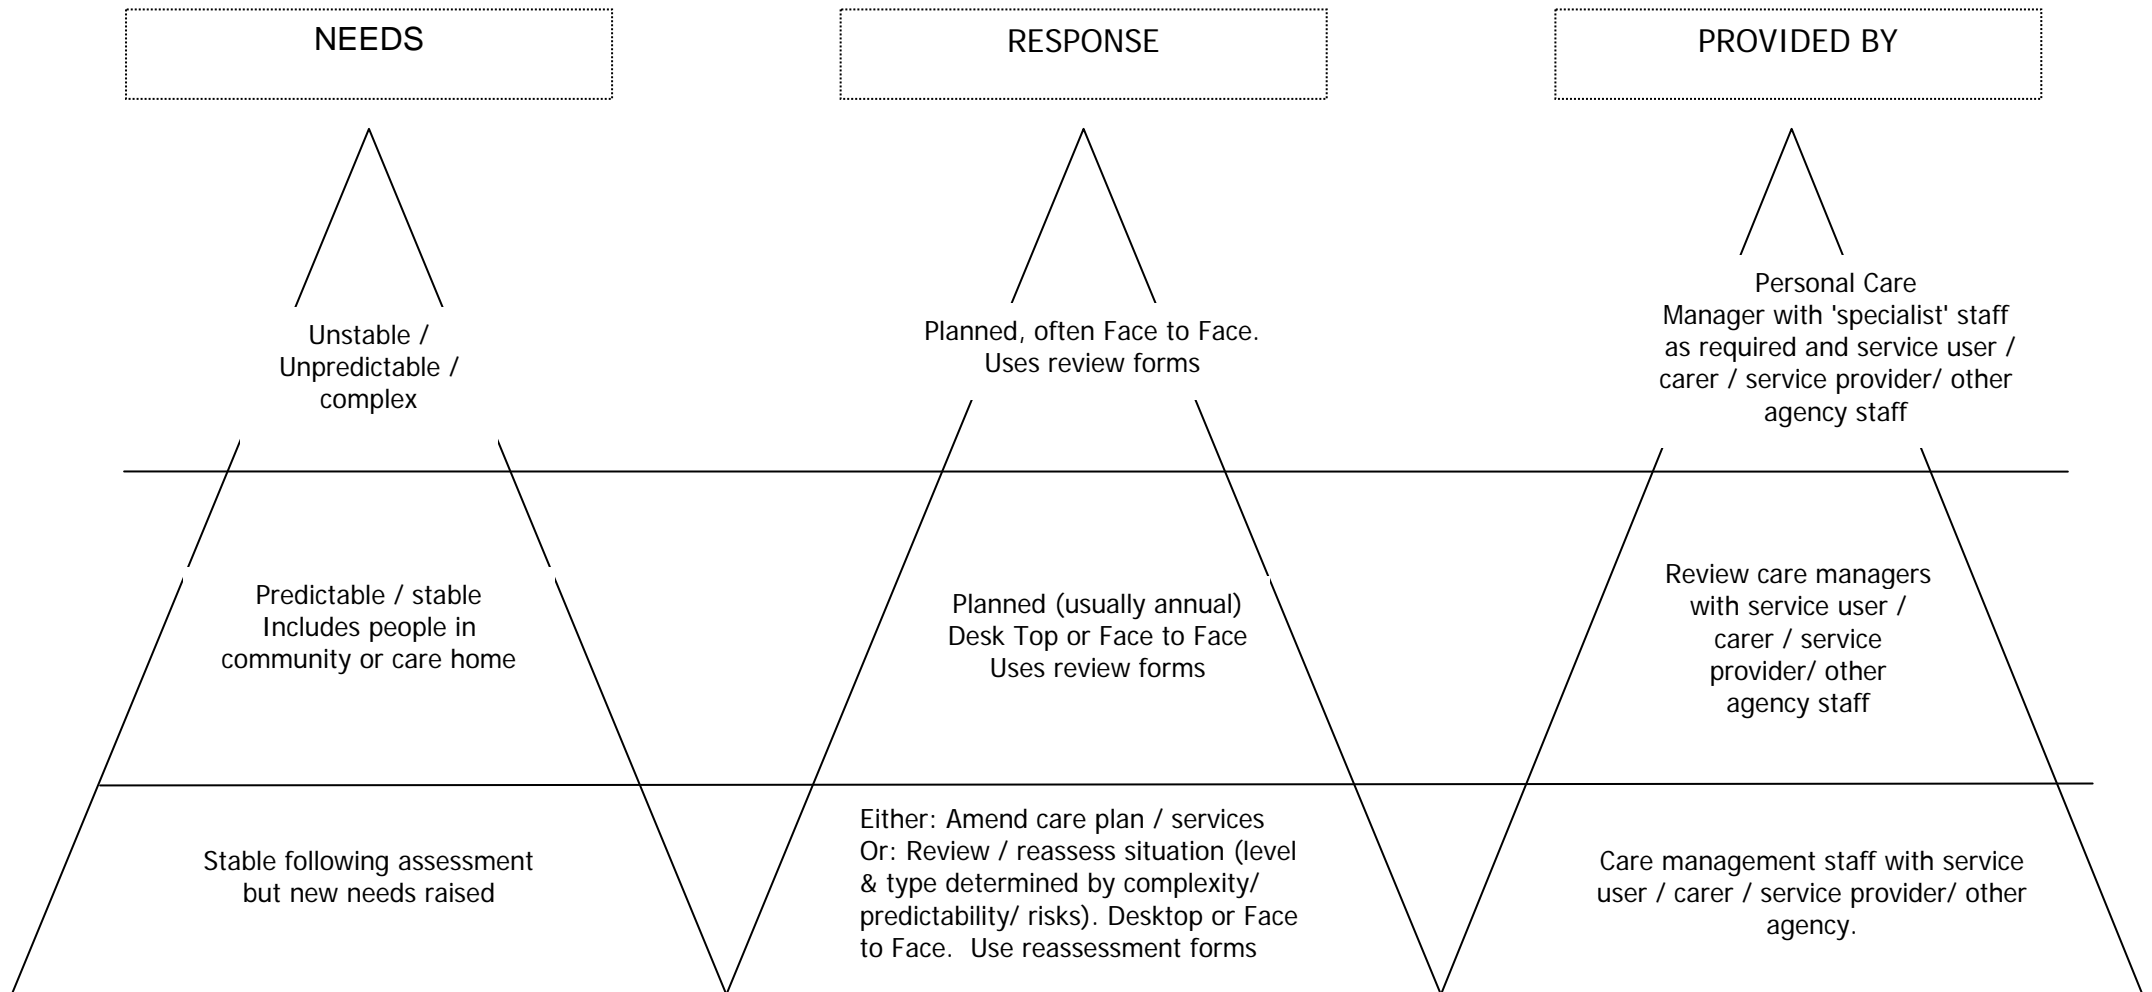 NEEDS
RESPONSE
PROVIDED BY
Unstable /
Unpredictable /
complex
Planned, often Face to Face.
Uses review forms
Personal Care
Manager with 'specialist' staff
as required and service user /
carer / service provider/ other
agency staff
Predictable / stable
Includes people in
community or care home
Planned (usually annual)
Desk Top or Face to Face
Uses review forms
Review care managers
with service user /
carer / service
provider/ other
agency staff
Stable following assessment
but new needs raised
Either: Amend care plan / services
Or: Review / reassess situation (level
& type determined by complexity/
predictability/ risks). Desktop or Face
to Face.  Use reassessment forms
Care management staff with service
user / carer / service provider/ other
agency.